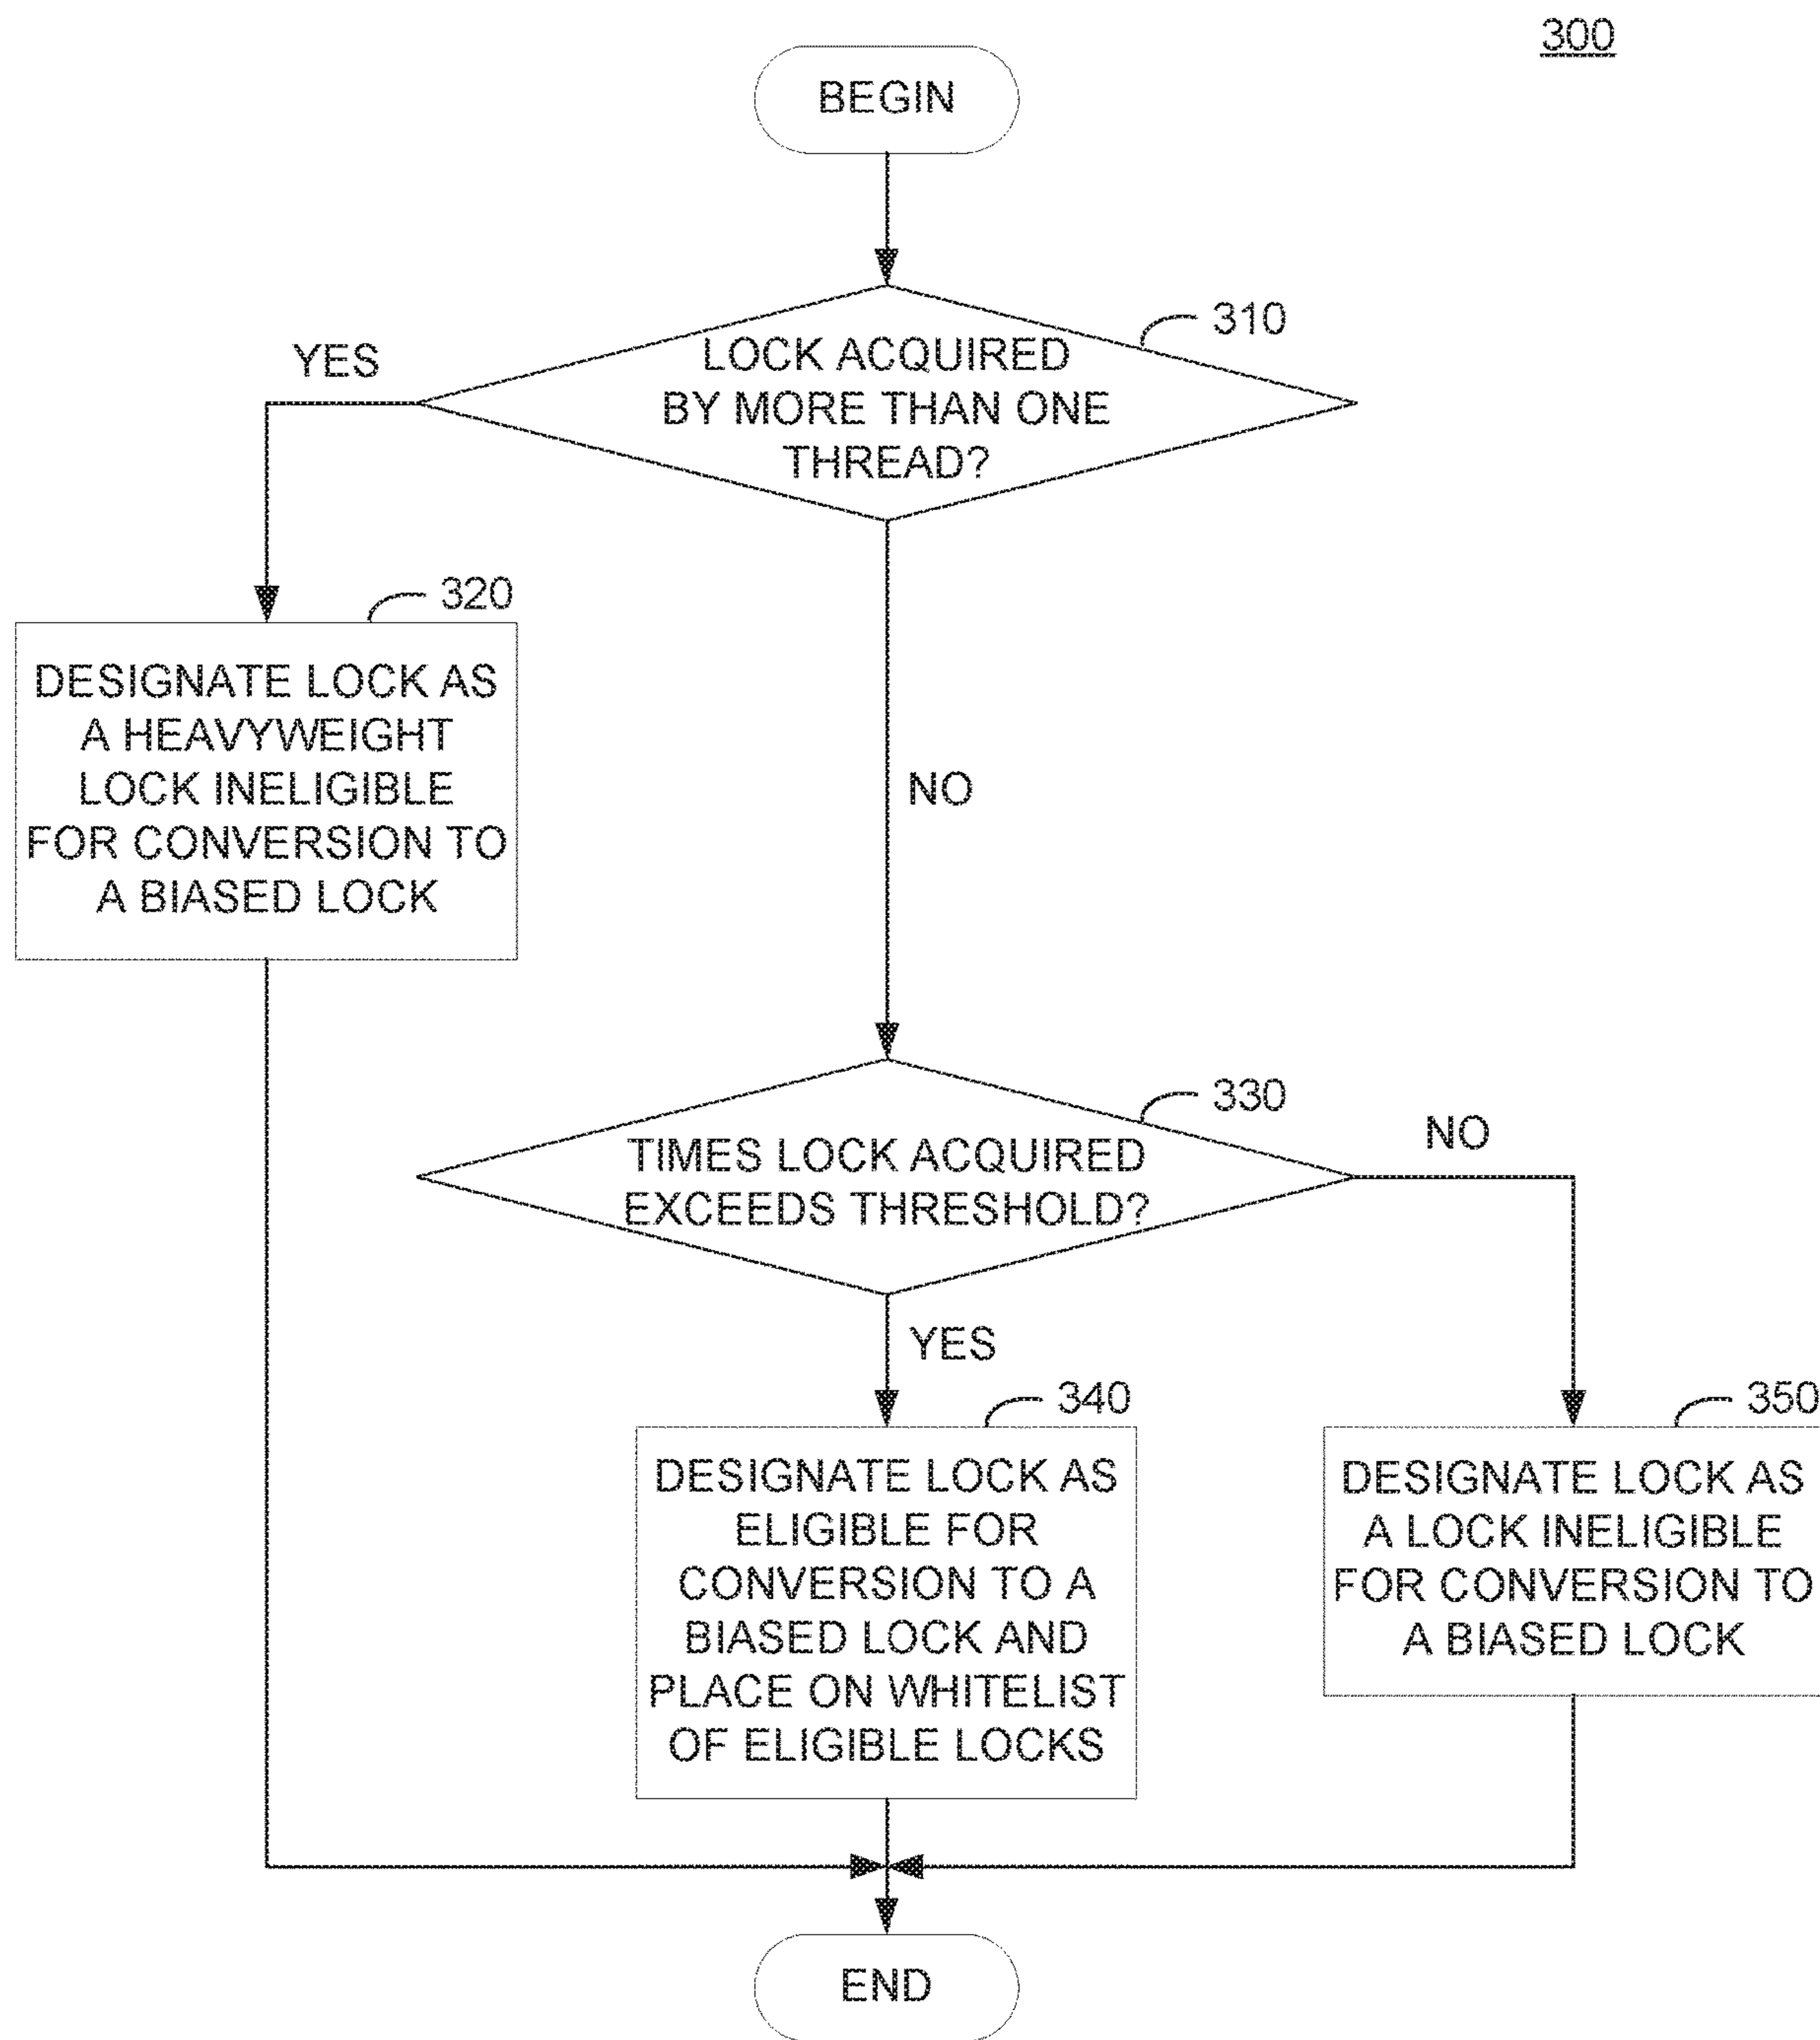 300
BEGIN
310
LOCK ACQUIRED
BY MORE THAN ONE
THREAD?
YES
320
DESIGNATE LOCK AS
A HEAVYWEIGHT
LOCK INELIGIBLE
FOR CONVERSION TO
A BIASED LOCK
NO
330
TIMES LOCK ACQUIRED
EXCEEDS THRESHOLD?
NO
YES
340
DESIGNATE LOCK AS
ELIGIBLE FOR
CONVERSION TO A
BIASED LOCK AND
PLACE ON WHITELIST
OF ELIGIBLE LOCKS
350
DESIGNATE LOCK AS
A LOCK INELIGIBLE
FOR CONVERSION TO
A BIASED LOCK
END